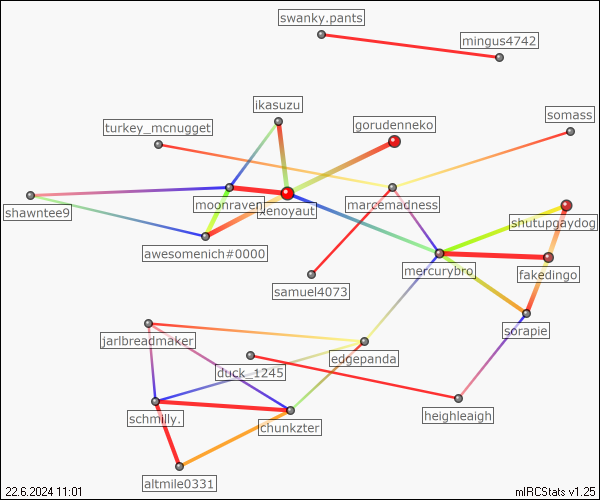 swanky.pants
mingus4742
ikasuzu
somass
turkey_mcnugget
gorudenneko
shawntee9
moonraven
xenoyaut
marcemadness
shutupgaydog
awesomenich#0000
mercurybro
fakedingo
samuel4073
sorapie
jarlbreadmaker
edgepanda
duck_1245
schmilly.
chunkzter
heighleaigh
altmile0331
22.6.2024 11:01
mIRCStats v1.25